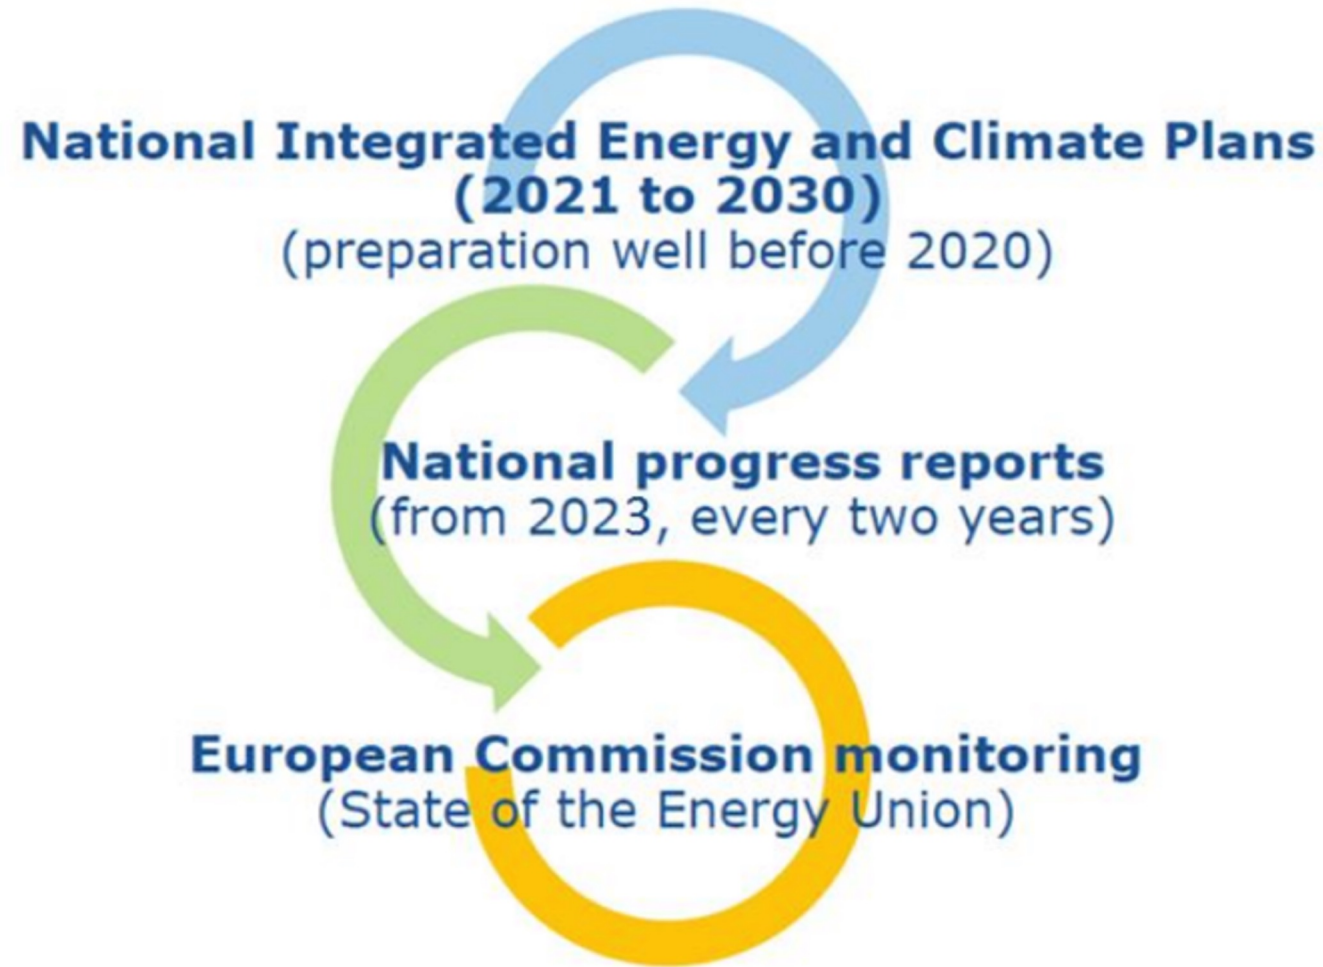 National Integrated Energy and Climate Plans
(2021 to 2030)
(preparation well before 2020)
National progress reports
(from 2023, every two years)
European Commission monitoring
(State of the Energy Union)